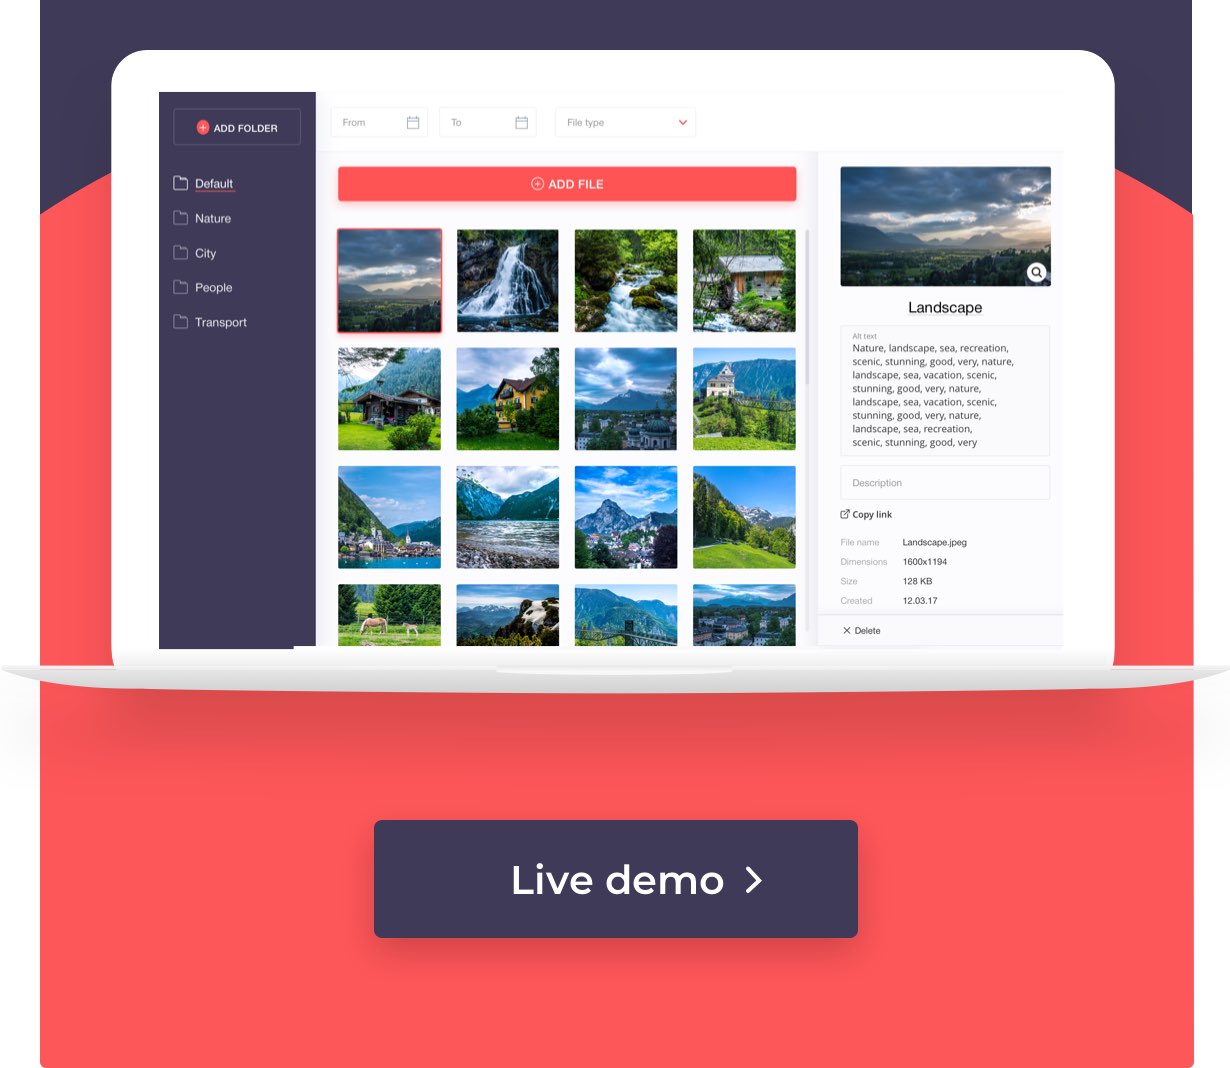 ADD FOLDER
Default
Nature
City
People
Transport
From
To
File type
ADD FILE
Landscape
Alt text
Nature, landscape, sea, recreation,
scenic, stunning, good, very, nature,
landscape, sea, vacation, scenic,
stunning, good, very, nature,
landscape, sea, vacation, scenic,
stunning, good, very, nature,
landscape, sea, recreation,
scenic, stunning, good, very
Description
Copy link
File name Landscape.jpeg
Dimensions 1600x1194
Size 128 KB
Created 12.03.17
Delete
Live demo